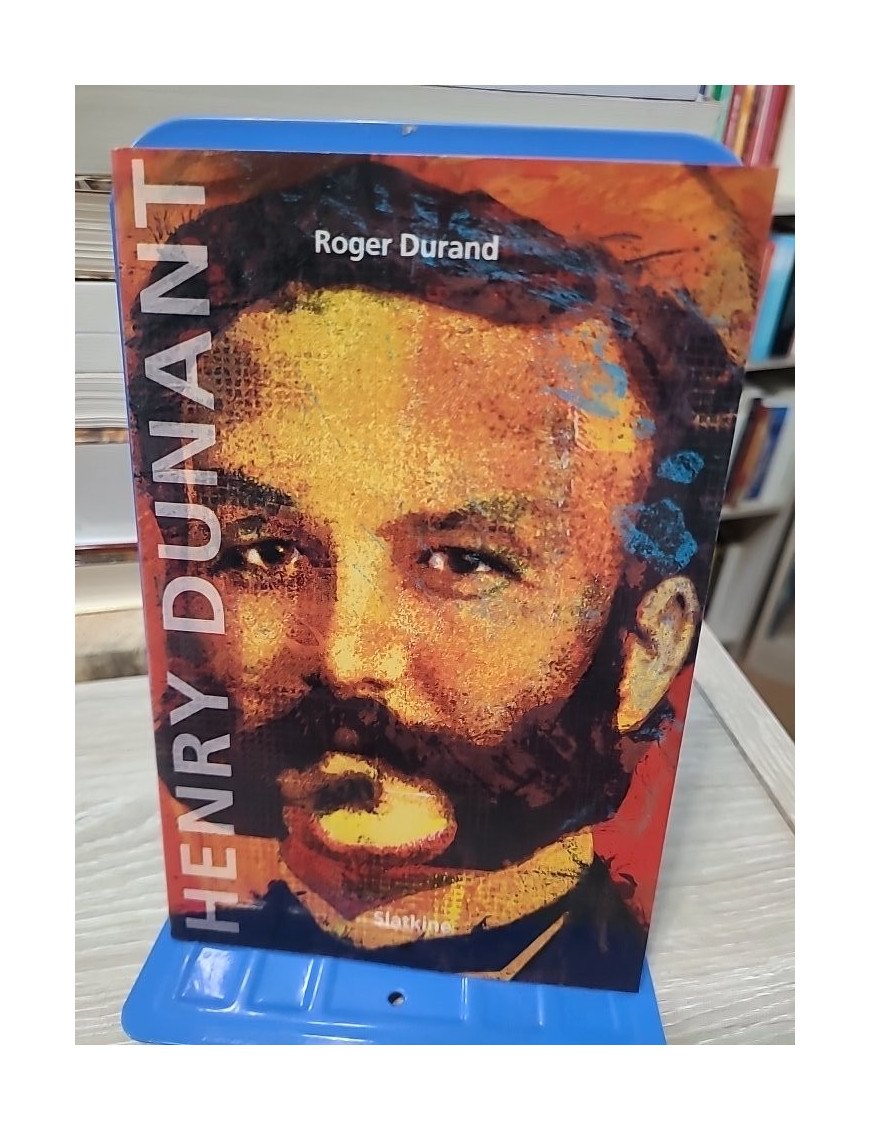 Roger Durand
HENRY DUNANT
Slatkine